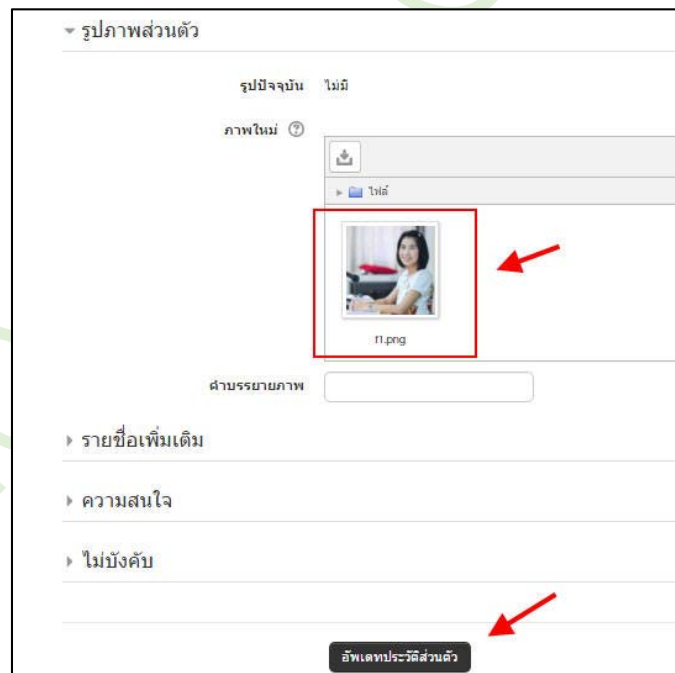 รูปภาพส่วนตัว
รูปปัจจุบัน ไม่มี
ภาพใหม่
ไฟล์
f1.png
คำบรรยายภาพ
รายชื่อเพิ่มเติม
ความสนใจ
ไม่บังคับ
อัพเดทประวัติส่วนตัว